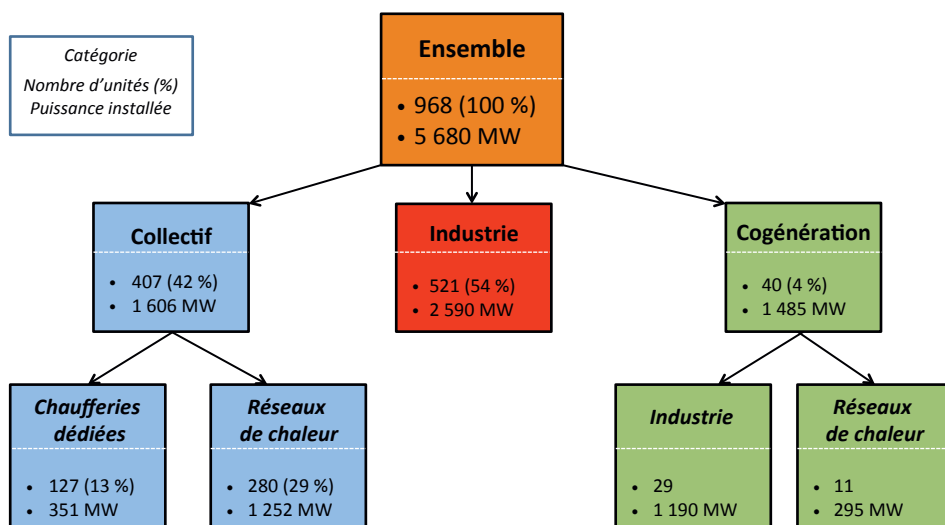 Catégorie
Nombre d’unités (%)
Puissance installée
Ensemble
• 968 (100 %)
• 5 680 MW
Collectif
• 407 (42 %)
• 1 606 MW
Industrie
• 521 (54 %)
• 2 590 MW
Cogénération
• 40 (4 %)
• 1 485 MW
Chaufferies
dédiées
• 127 (13 %)
• 351 MW
Réseaux
de chaleur
• 280 (29 %)
• 1 252 MW
Industrie
• 29
• 1 190 MW
Réseaux
de chaleur
• 11
• 295 MW